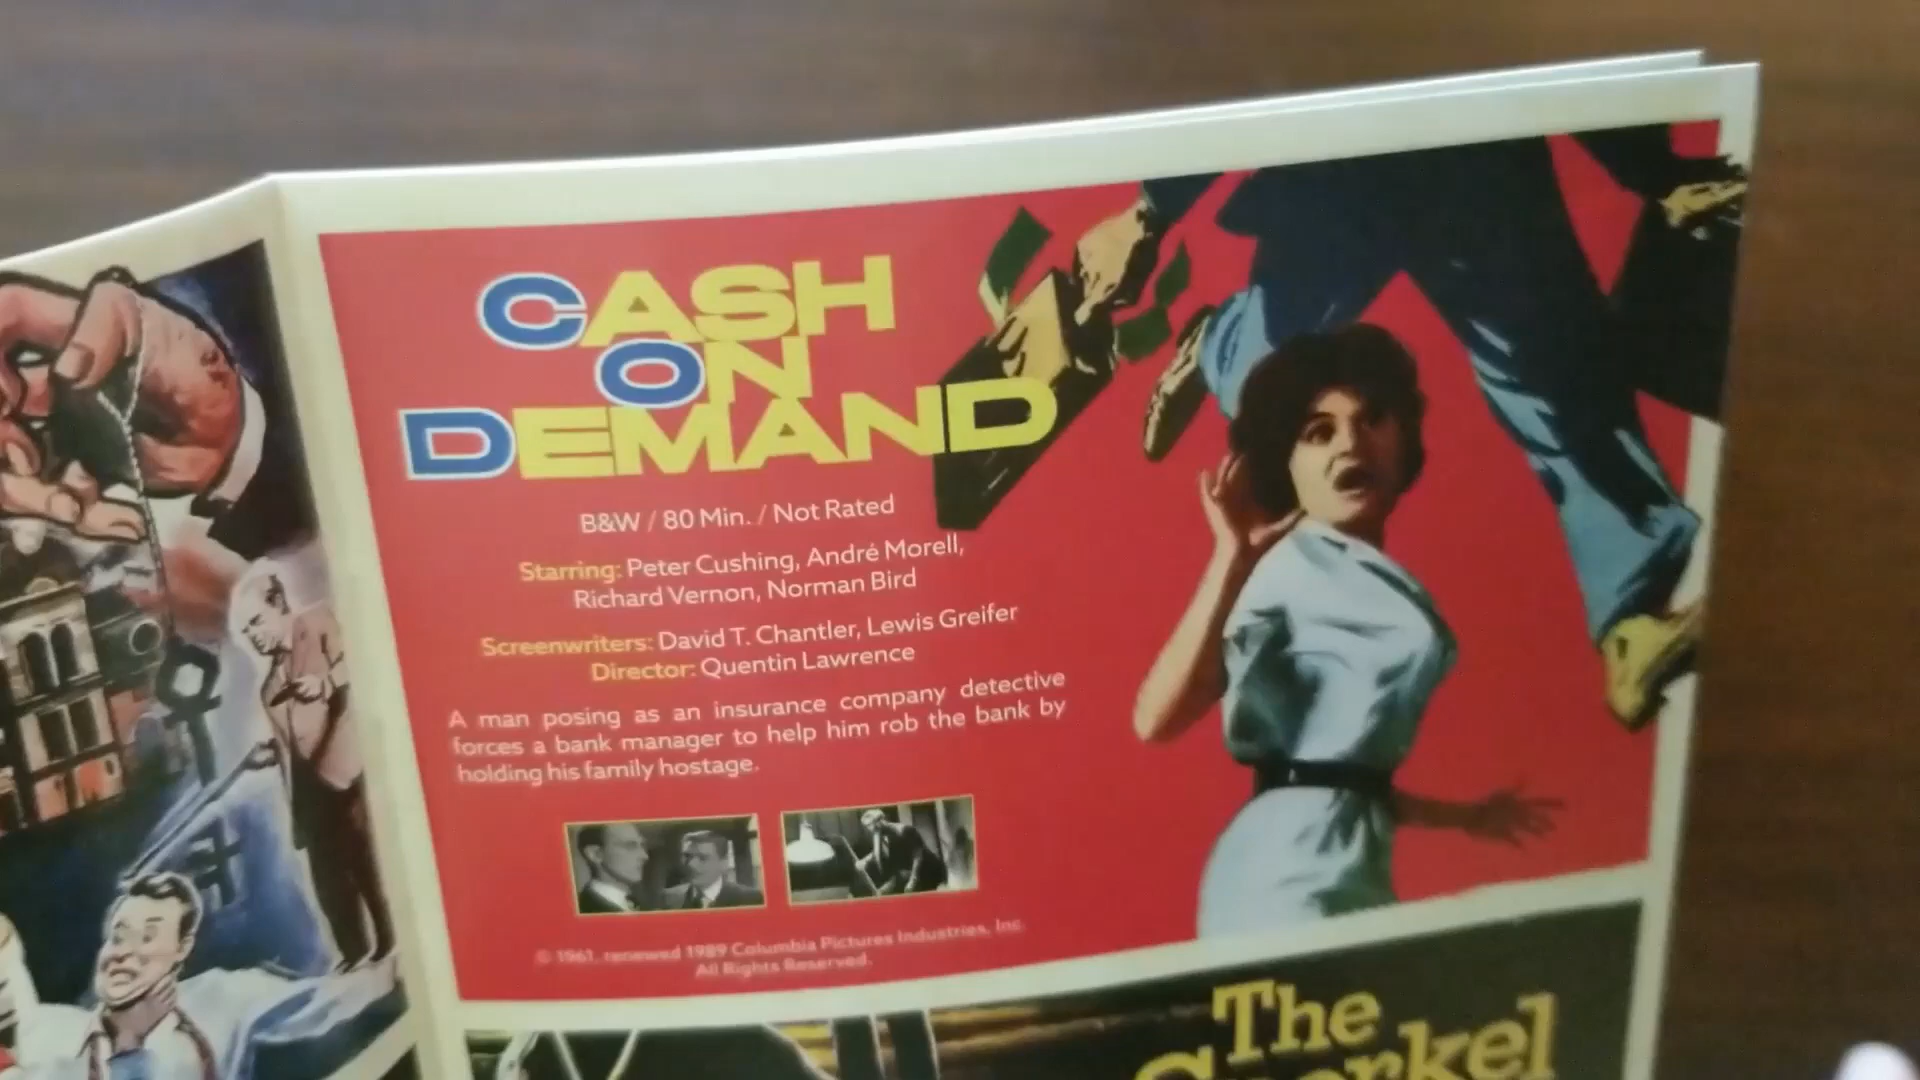 CASH
ON
DEMAND
B&W / 80 Min. / Not Rated
Starring: Peter Cushing, André Morell,
Richard Vernon, Norman Bird
Screenwriters: David T. Chantler, Lewis Greifer
Director: Quentin Lawrence
A man posing as an insurance company detective
forces a bank manager to help him rob the bank by
holding his family hostage.
© 1961, renewed 1989 Columbia Pictures Industries, Inc.
All Rights Reserved.
The